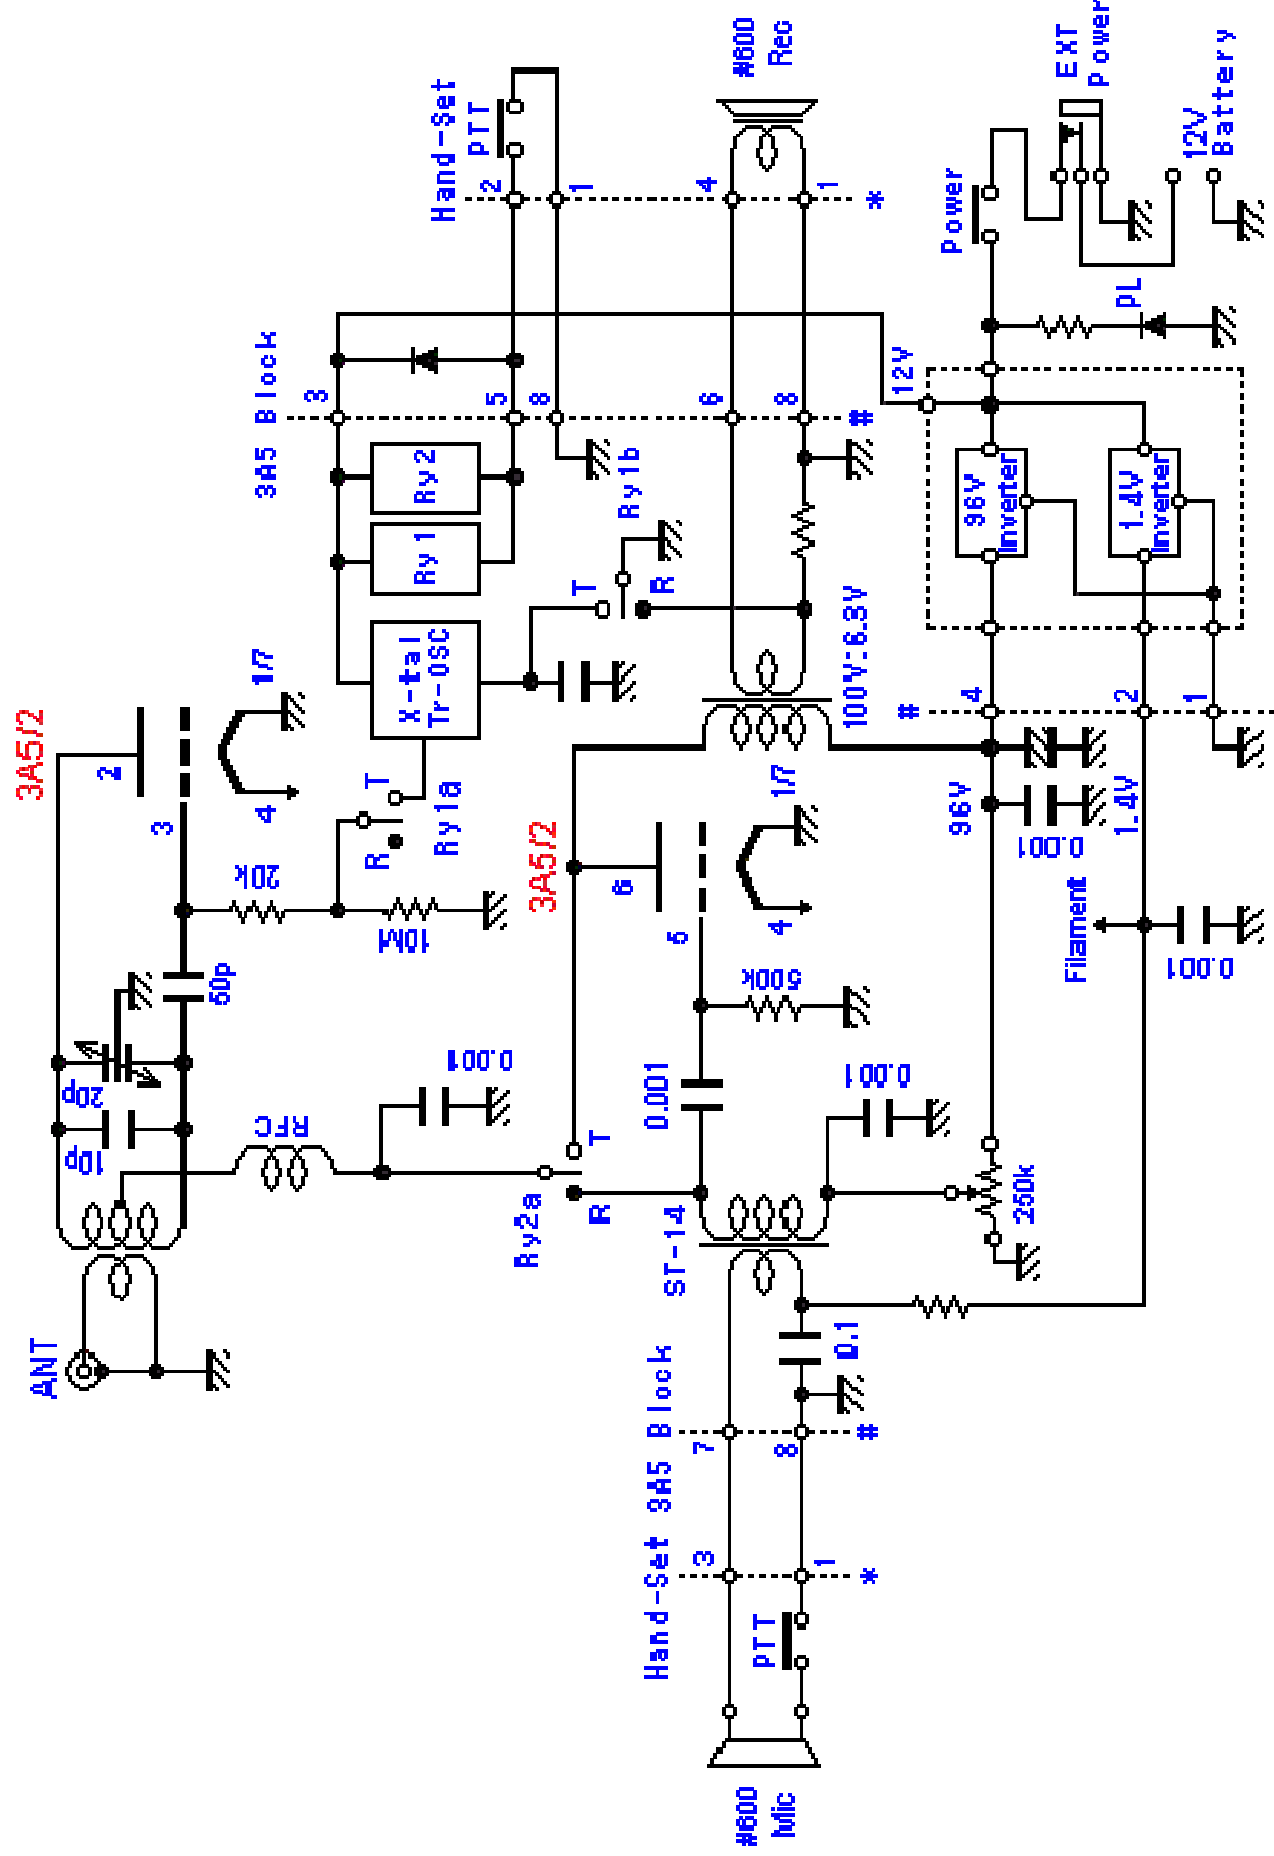 ANT
10p
20p
50p
20k
3
2
3A5/2
4
1/7
RFC
0.001
10M
R
T
Ry1a
X-tal
Tr-OSC
Ry1
Ry2
3A5 Block
3
5
8
Hand-Set
PTT
2
1
T
R
Ry1b
Ry2a
R
T
3A5/2
6
5
4
1/7
0.001
500k
ST-14
0.001
100V:6.3V
6
8
#
4
1
*
#600
Rec
#600
Mic
PTT
Hand-Set
3A5 Block
3
1
*
7
8
#
0.1
250k
96V
0.001
1.4V
Filament
0.001
#
4
2
1
96V
Inverter
1.4V
Inverter
12V
Power
PL
EXT
Power
12V
Battery